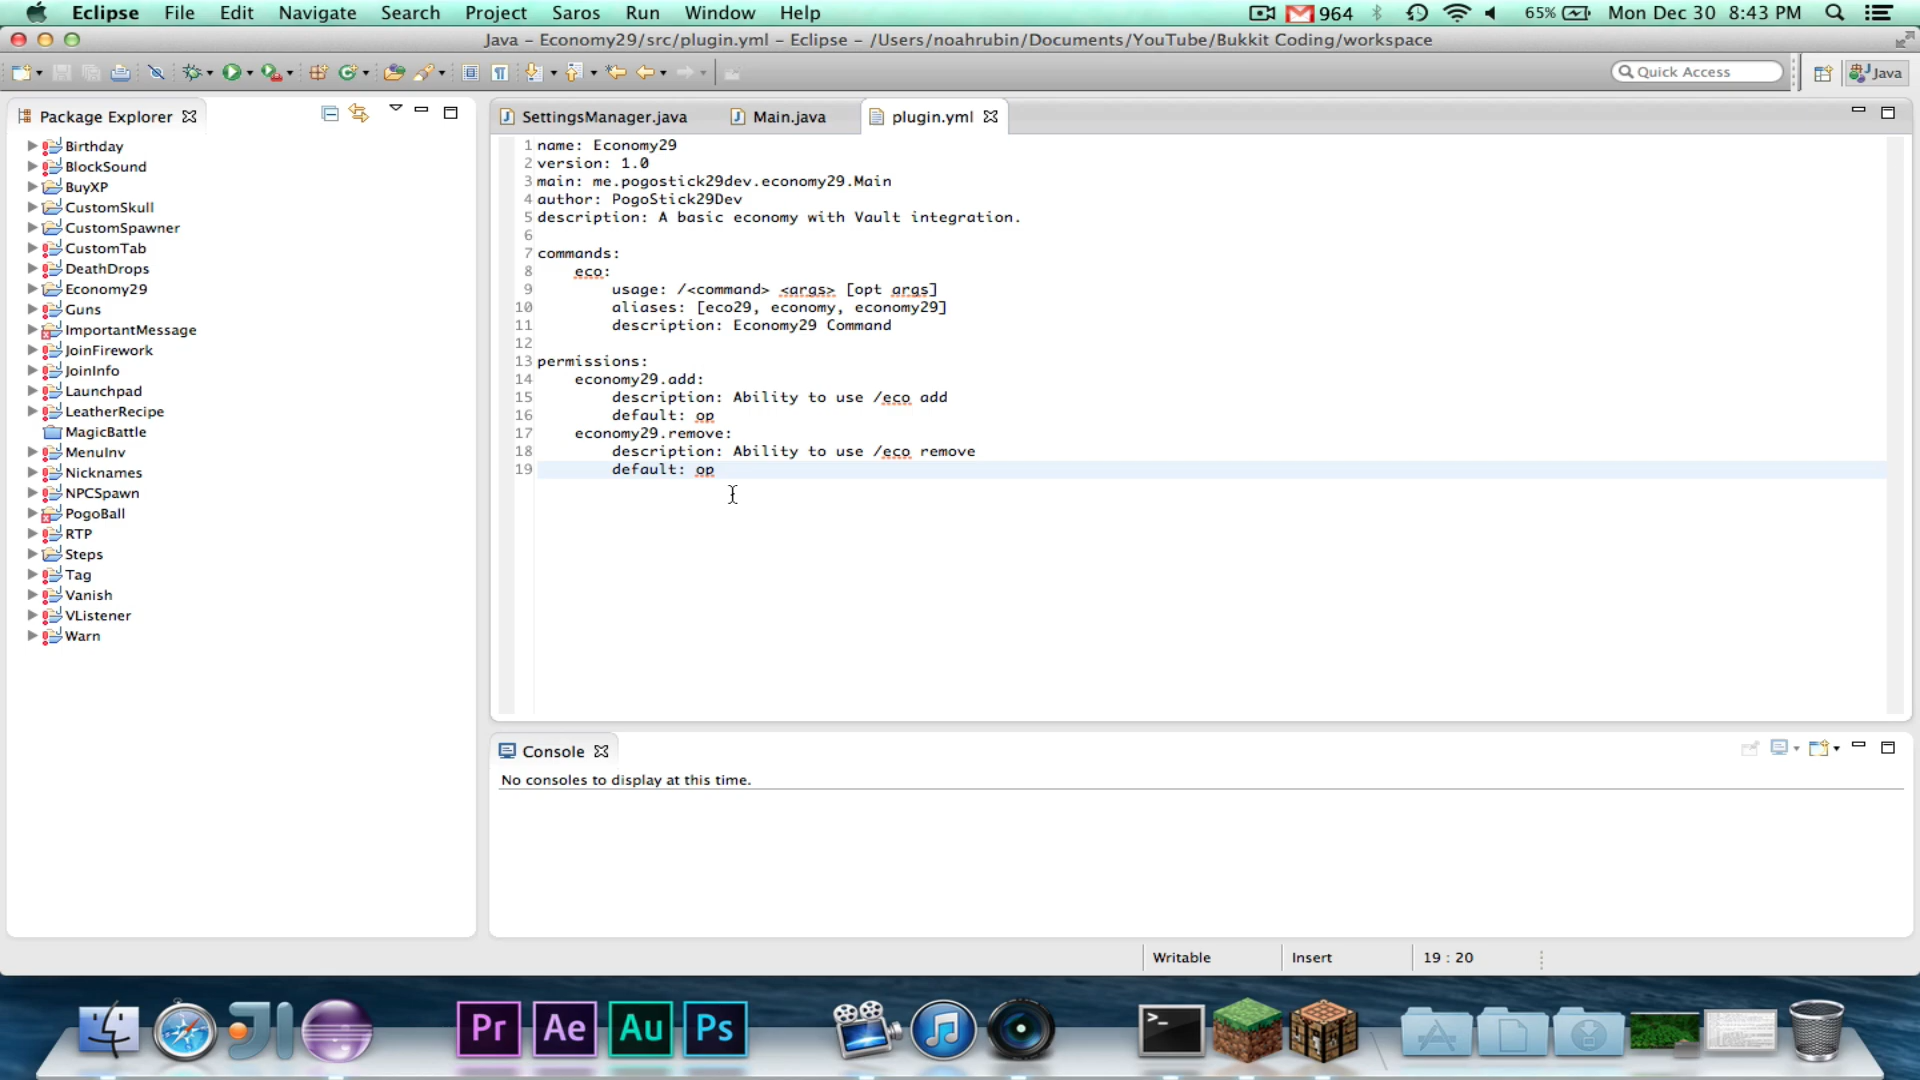 Eclipse File Edit Navigate Search Project Saros Run Window Help 964 65% Mon Dec 30 8:43 PM
Java – Economy29/src/plugin.yml – Eclipse – /Users/noahrubin/Documents/YouTube/Bukkit Coding/workspace
Quick Access Java
Package Explorer
Birthday
BlockSound
BuyXP
CustomSkull
CustomSpawner
CustomTab
DeathDrops
Economy29
Guns
ImportantMessage
JoinFirework
JoinInfo
Launchpad
LeatherRecipe
MagicBattle
MenuInv
Nicknames
NPCSpawn
PogoBall
RTP
Steps
Tag
Vanish
VListener
Warn
SettingsManager.java Main.java plugin.yml
1 name: Economy29
2 version: 1.0
3 main: me.pogostick29dev.economy29.Main
4 author: PogoStick29Dev
5 description: A basic economy with Vault integration.
6
7 commands:
8 eco:
9 usage: /<command> <args> [opt args]
10 aliases: [eco29, economy, economy29]
11 description: Economy29 Command
12
13 permissions:
14 economy29.add:
15 description: Ability to use /eco add
16 default: op
17 economy29.remove:
18 description: Ability to use /eco remove
19 default: op
Console
No consoles to display at this time.
Writable Insert 19 : 20
Pr Ae Au Ps